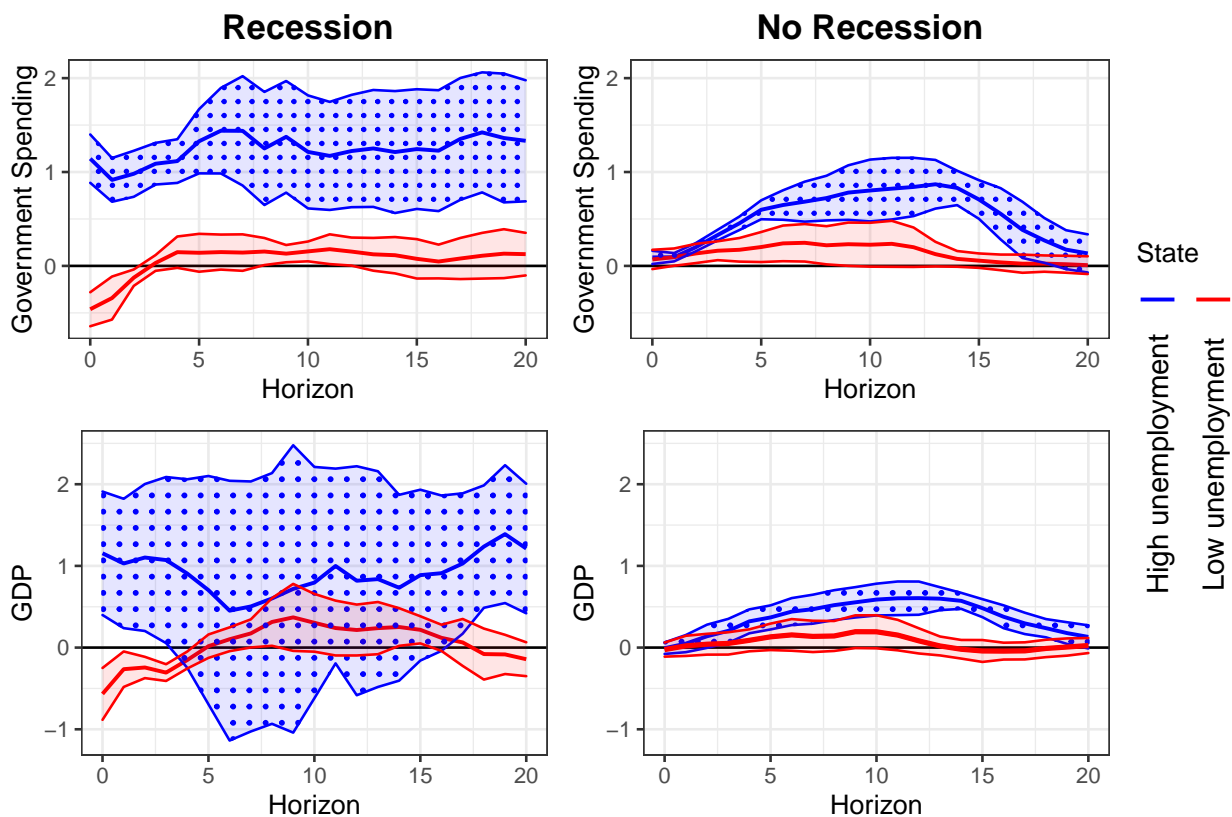 Recession
No Recession
Government Spending
2
1
0
0
5
10
15
20
Horizon
Government Spending
2
1
0
0
5
10
15
20
Horizon
GDP
2
1
0
−1
0
5
10
15
20
Horizon
GDP
2
1
0
−1
0
5
10
15
20
Horizon
State
High unemployment
Low unemployment